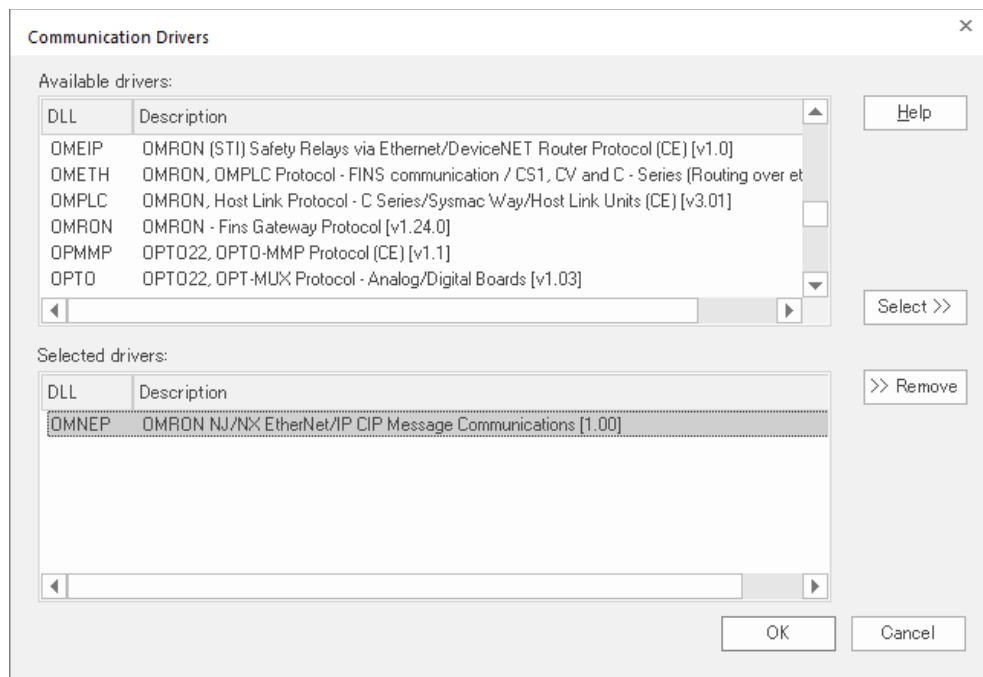 Communication Drivers
Available drivers:
DLL Description
OMEIP OMRON (STI) Safety Relays via Ethernet/DeviceNET Router Protocol (CE) [v1.0]
OMETH OMRON, OMPLC Protocol - FINS communication / CS1, CV and C - Series (Routing over et
OMPLC OMRON, Host Link Protocol - C Series/Sysmac Way/Host Link Units (CE) [v3.01]
OMRON OMRON - Fins Gateway Protocol [v1.24.0]
OPMMP OPTO22, OPTO-MMP Protocol (CE) [v1.1]
OPTO OPTO22, OPT-MUX Protocol - Analog/Digital Boards [v1.03]
Help
Select >>
Selected drivers:
DLL Description
OMNEP OMRON NJ/NX EtherNet/IP CIP Message Communications [1.00]
>> Remove
OK Cancel